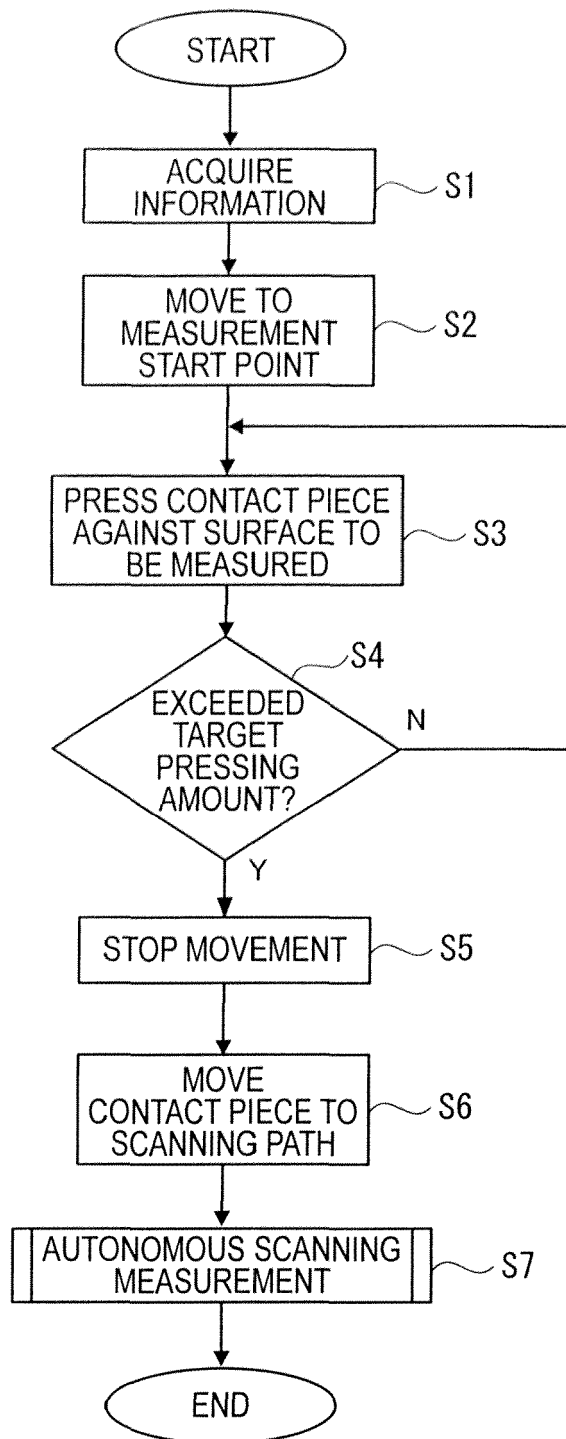 START
ACQUIRE
INFORMATION
S1
MOVE TO
MEASUREMENT
START POINT
S2
PRESS CONTACT PIECE
AGAINST SURFACE TO
BE MEASURED
S3
S4
EXCEEDED
TARGET
PRESSING
AMOUNT?
N
Y
STOP MOVEMENT
S5
MOVE
CONTACT PIECE TO
SCANNING PATH
S6
AUTONOMOUS SCANNING
MEASUREMENT
S7
END